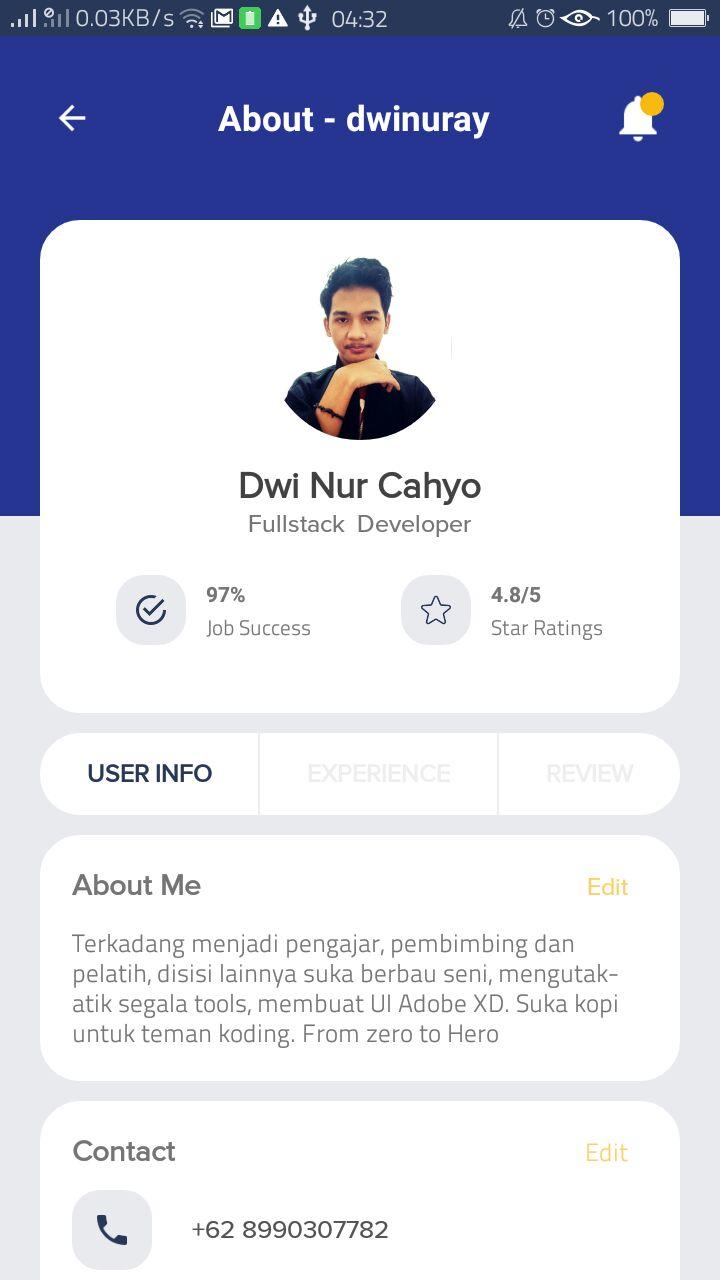 0.03KB/s 04:32 100%
About - dwinuray
Dwi Nur Cahyo
Fullstack Developer
97%
Job Success
4.8/5
Star Ratings
USER INFO EXPERIENCE REVIEW
About Me Edit
Terkadang menjadi pengajar, pembimbing dan
pelatih, disisi lainnya suka berbau seni, mengutak-
atik segala tools, membuat UI Adobe XD. Suka kopi
untuk teman koding. From zero to Hero
Contact Edit
+62 8990307782